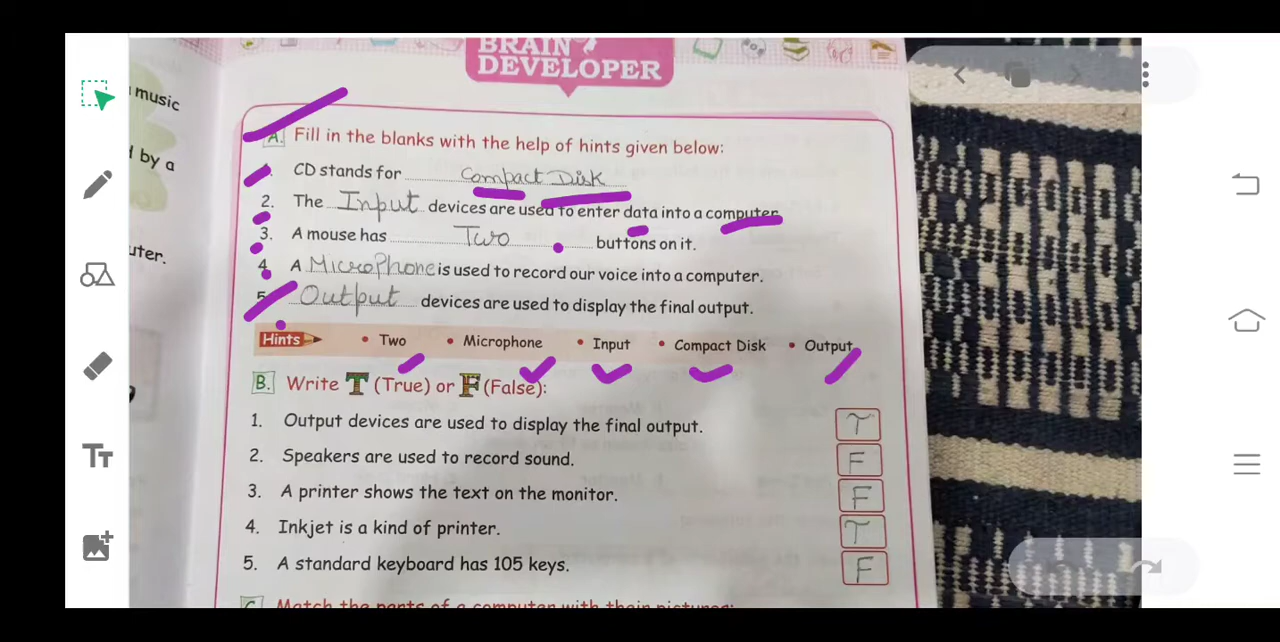 music
by a
uter.
BRAIN
DEVELOPER
A. Fill in the blanks with the help of hints given below:
CD stands for Compact Disk
2. The Input devices are used to enter data into a computer
3. A mouse has Two buttons on it.
4. A MicroPhone is used to record our voice into a computer.
5. Output devices are used to display the final output.
Hints • Two • Microphone • Input • Compact Disk • Output
B. Write T (True) or F (False):
1. Output devices are used to display the final output. T
2. Speakers are used to record sound. F
3. A printer shows the text on the monitor. F
4. Inkjet is a kind of printer. T
5. A standard keyboard has 105 keys. F
C. Match the parts of a computer with their pictures:
TT